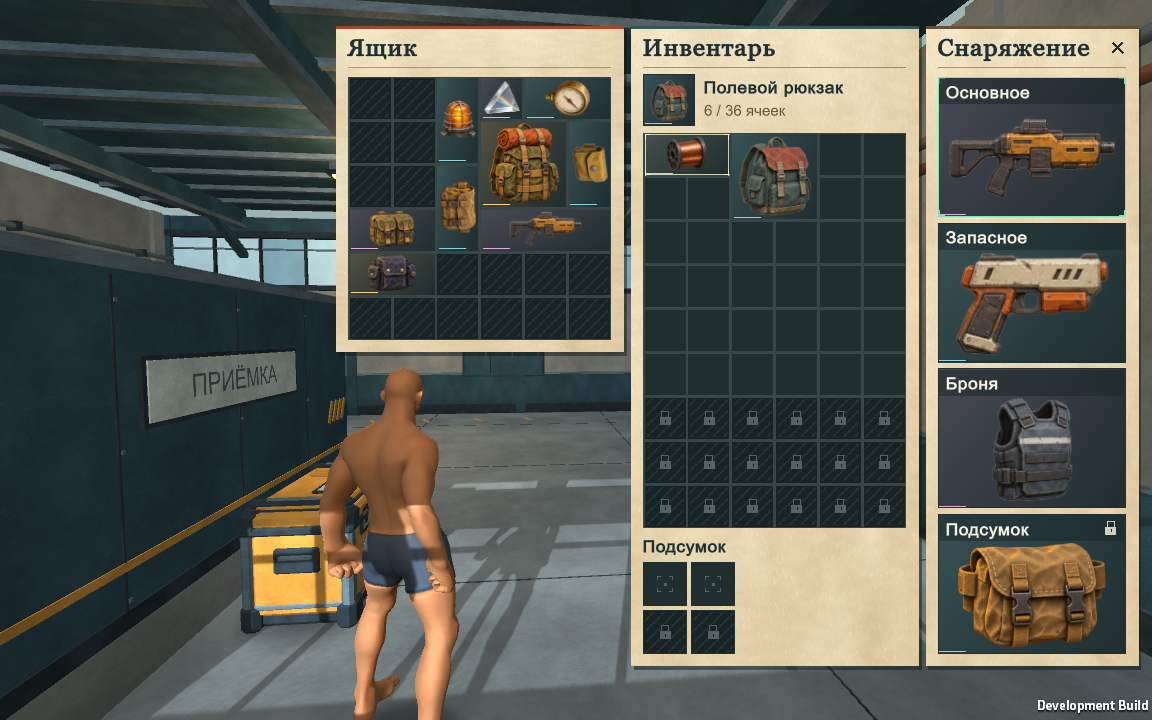 Ящик
Инвентарь
Полевой рюкзак
6 / 36 ячеек
Подсумок
Снаряжение
Основное
Запасное
Броня
Подсумок
ПРИЁМКА
Development Build